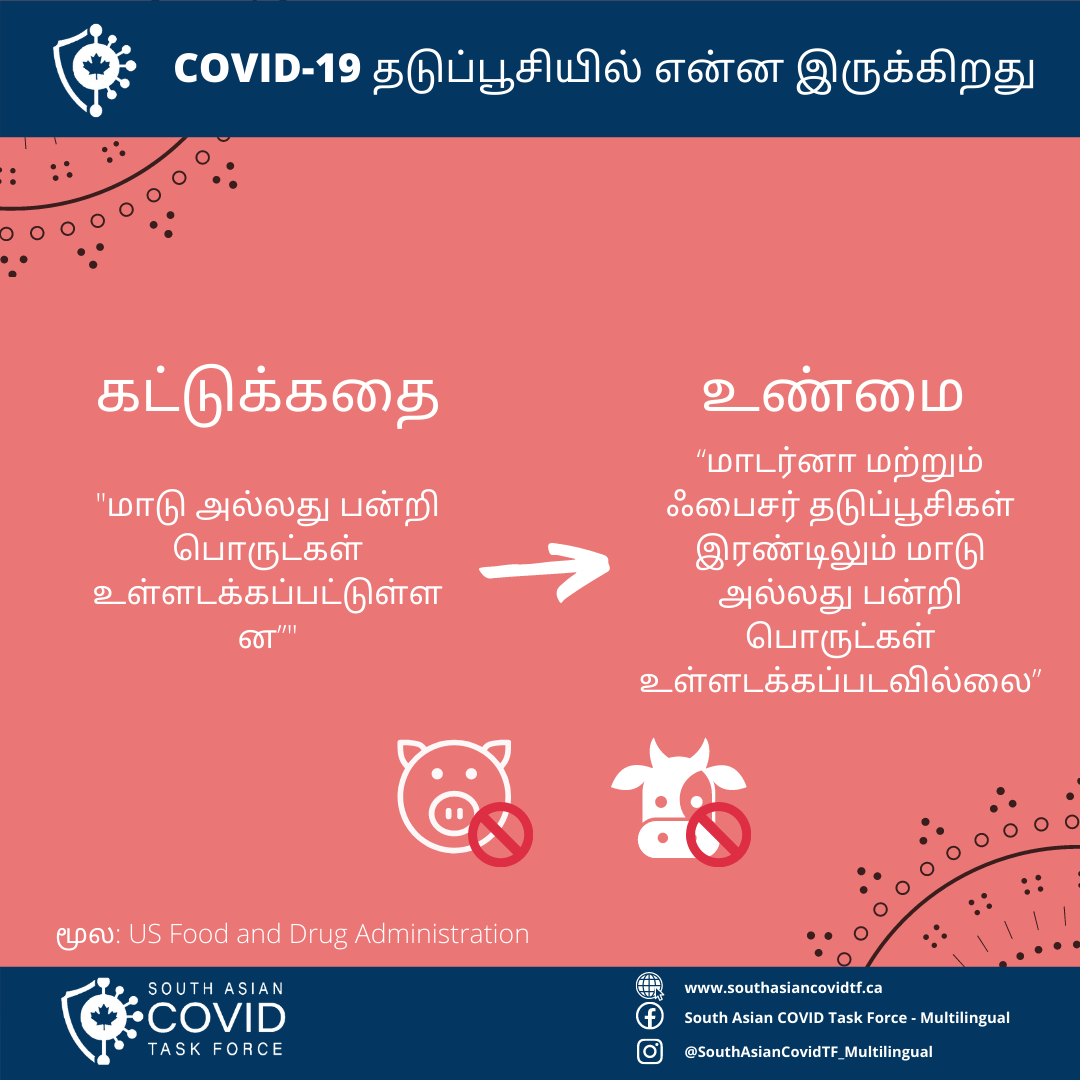 COVID-19 தடுப்பூசியில் என்ன இருக்கிறது
கட்டுக்கதை
"மாடு அல்லது பன்றி
பொருட்கள்
உள்ளடக்கப்பட்டுள்ள
ன”"
உண்மை
“மாடர்னா மற்றும்
ஃபைசர் தடுப்பூசிகள்
இரண்டிலும் மாடு
அல்லது பன்றி
பொருட்கள்
உள்ளடக்கப்படவில்லை”
மூல: US Food and Drug Administration
SOUTH ASIAN
COVID
TASK FORCE
www.southasiancovidtf.ca
South Asian COVID Task Force - Multilingual
@SouthAsianCovidTF_Multilingual